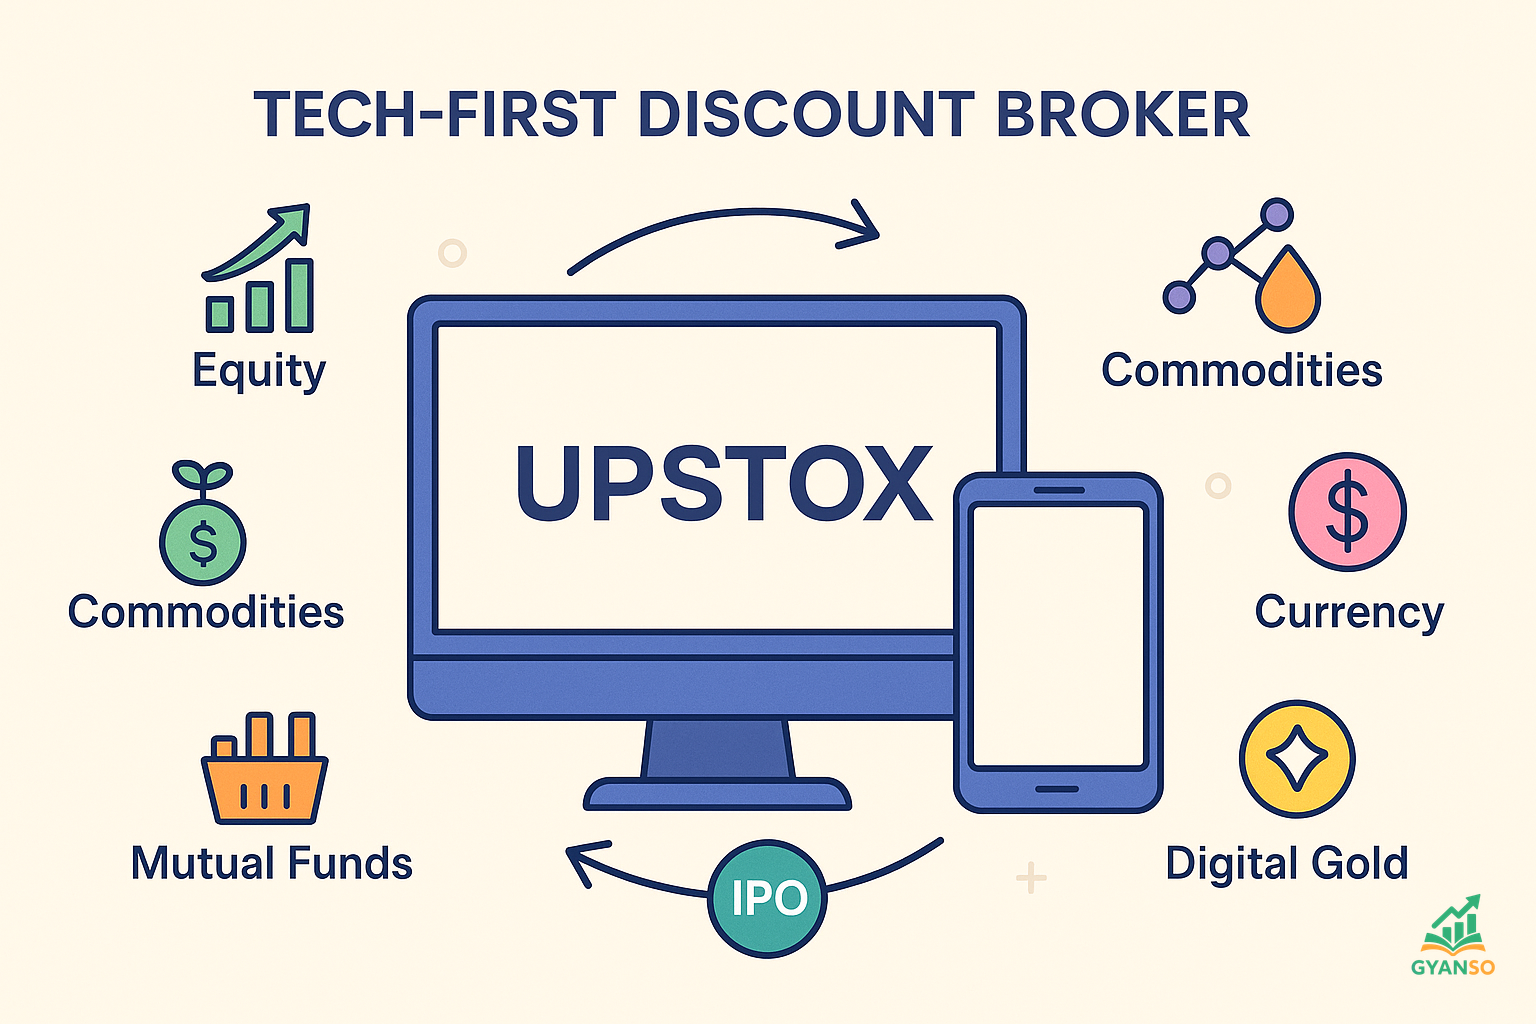 TECH-FIRST DISCOUNT BROKER
Equity
Commodities
UPSTOX
$
Commodities
$
Currency
Mutual Funds
IPO
Digital Gold
GYANSO